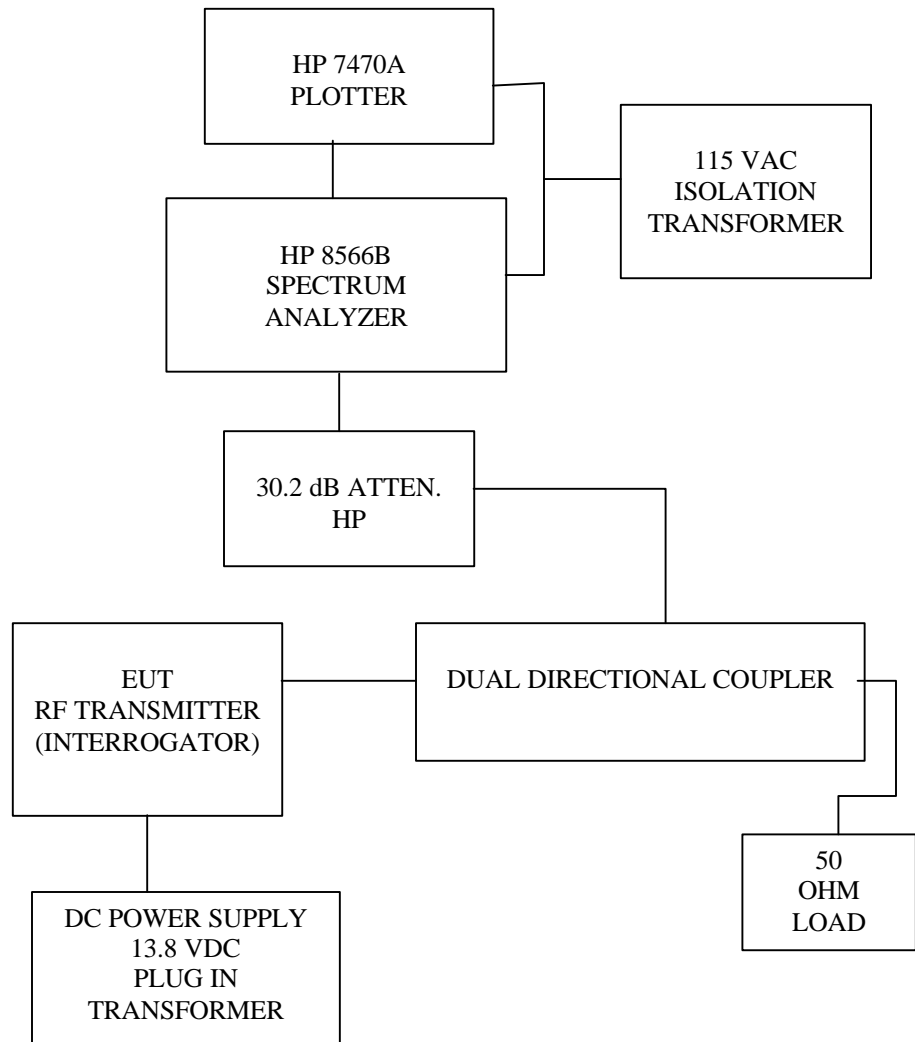 HP 7470A
PLOTTER
115 VAC
ISOLATION
TRANSFORMER
HP 8566B
SPECTRUM
ANALYZER
30.2 dB ATTEN.
HP
EUT
RF TRANSMITTER
(INTERROGATOR)
DUAL DIRECTIONAL COUPLER
50
OHM
LOAD
DC POWER SUPPLY
13.8 VDC
PLUG IN
TRANSFORMER